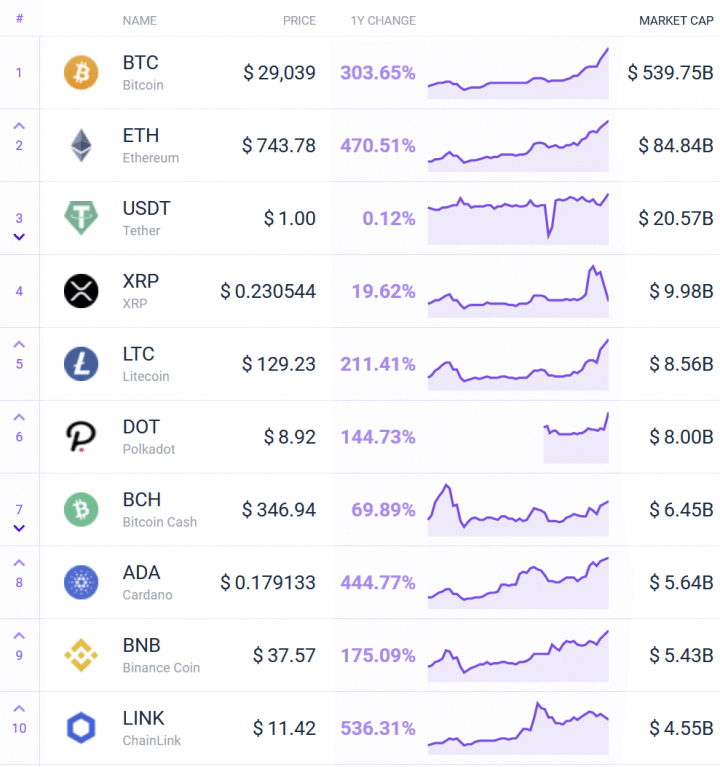 # NAME PRICE 1Y CHANGE MARKET CAP
1 BTC $ 29,039 303.65% $ 539.75B
Bitcoin
2 ETH $ 743.78 470.51% $ 84.84B
Ethereum
3 USDT $ 1.00 0.12% $ 20.57B
Tether
4 XRP $ 0.230544 19.62% $ 9.98B
XRP
5 LTC $ 129.23 211.41% $ 8.56B
Litecoin
6 DOT $ 8.92 144.73% $ 8.00B
Polkadot
7 BCH $ 346.94 69.89% $ 6.45B
Bitcoin Cash
8 ADA $ 0.179133 444.77% $ 5.64B
Cardano
9 BNB $ 37.57 175.09% $ 5.43B
Binance Coin
10 LINK $ 11.42 536.31% $ 4.55B
ChainLink